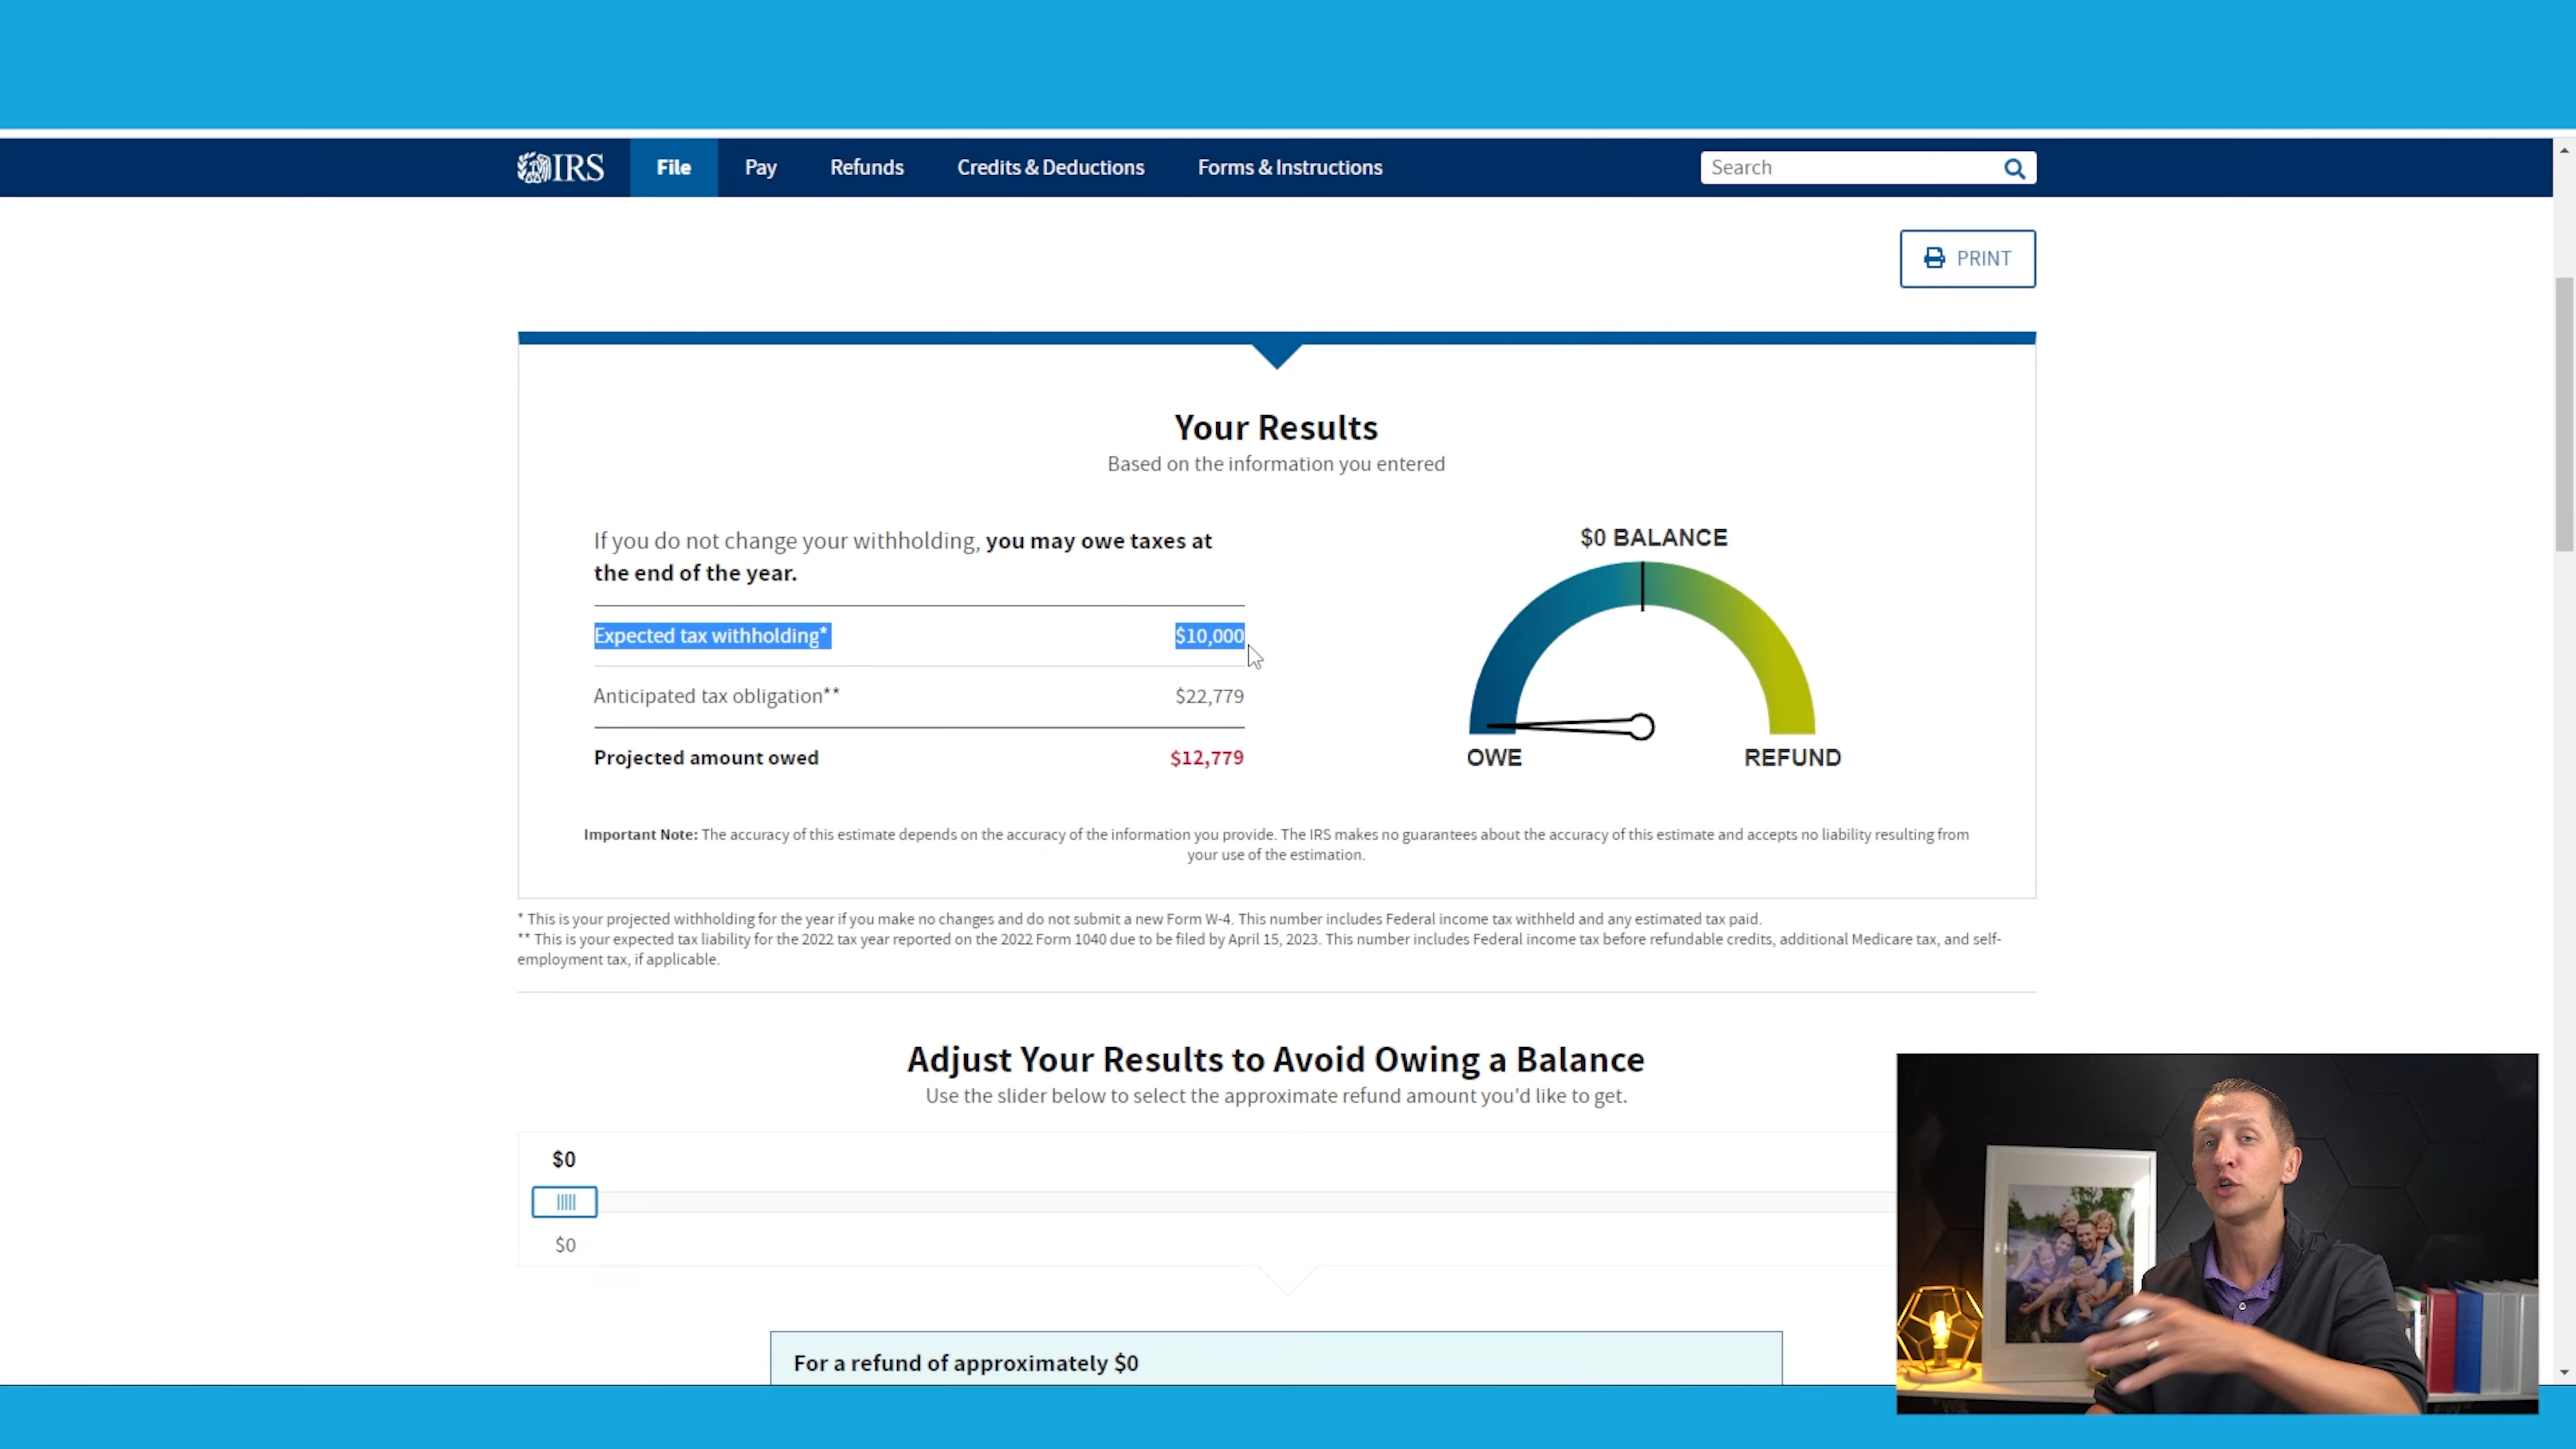 IRS File Pay Refunds Credits & Deductions Forms & Instructions Search
PRINT
Your Results
Based on the information you entered
If you do not change your withholding, you may owe taxes at
the end of the year.
Expected tax withholding* $10,000
Anticipated tax obligation** $22,779
Projected amount owed $12,779
$0 BALANCE
OWE REFUND
Important Note: The accuracy of this estimate depends on the accuracy of the information you provide. The IRS makes no guarantees about the accuracy of this estimate and accepts no liability resulting from
your use of the estimation.
* This is your projected withholding for the year if you make no changes and do not submit a new Form W-4. This number includes Federal income tax withheld and any estimated tax paid.
** This is your expected tax liability for the 2022 tax year reported on the 2022 Form 1040 due to be filed by April 15, 2023. This number includes Federal income tax before refundable credits, additional Medicare tax, and self-
employment tax, if applicable.
Adjust Your Results to Avoid Owing a Balance
Use the slider below to select the approximate refund amount you'd like to get.
$0
$0
For a refund of approximately $0